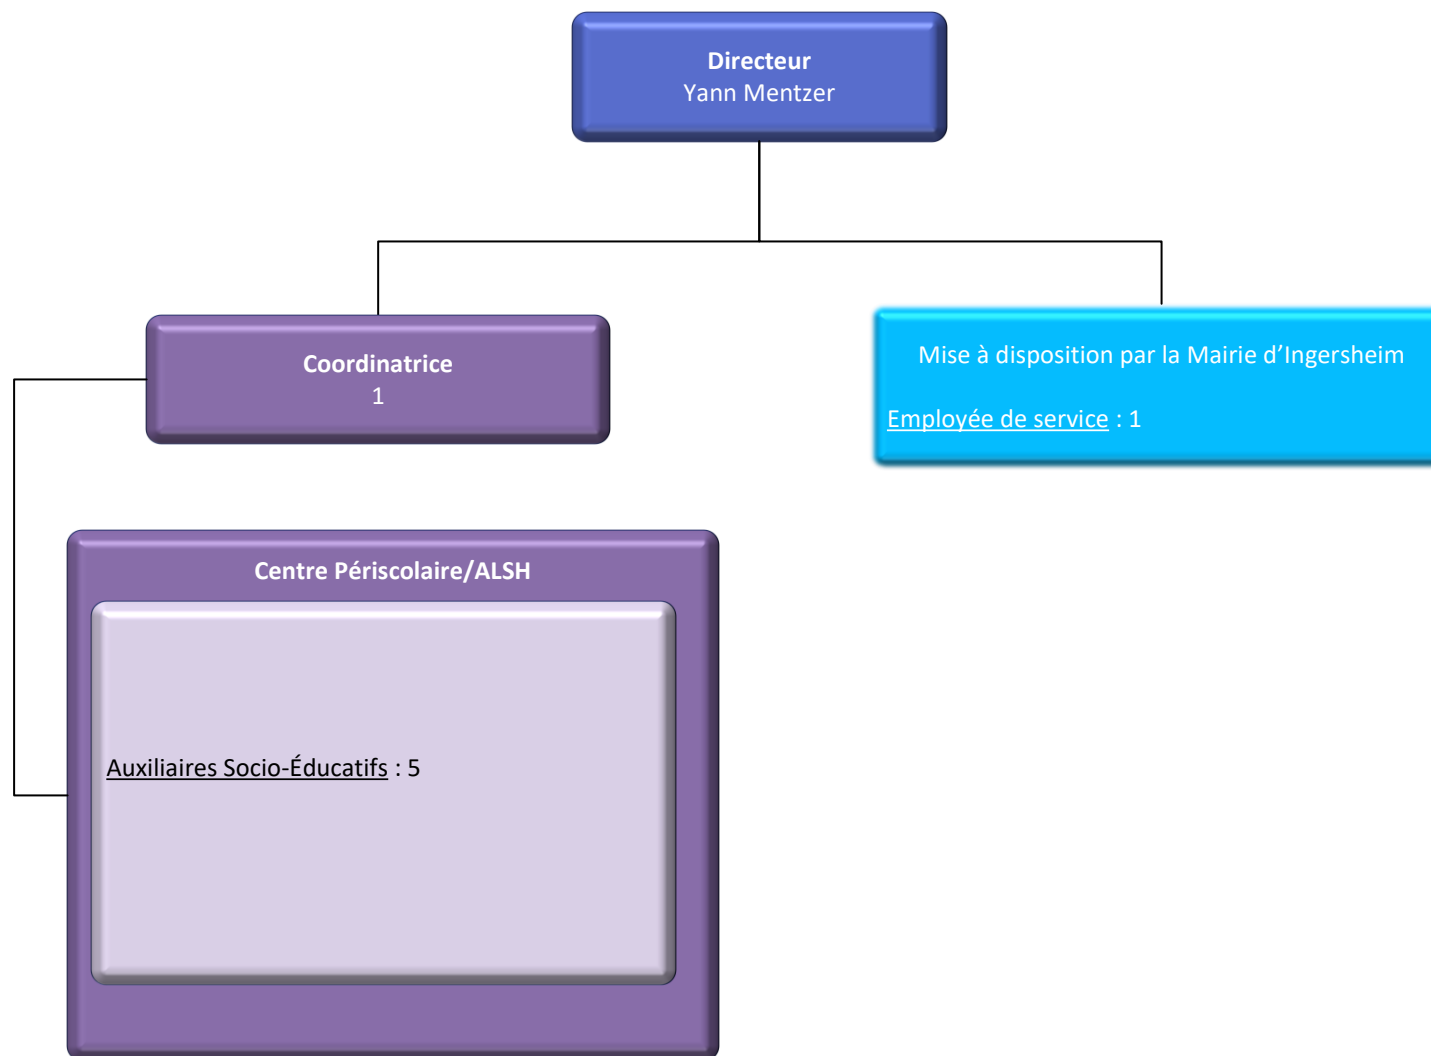 Directeur
Yann Mentzer
Coordinatrice
1
Mise à disposition par la Mairie d’Ingersheim
Employée de service : 1
Centre Périscolaire/ALSH
Auxiliaires Socio-Éducatifs : 5